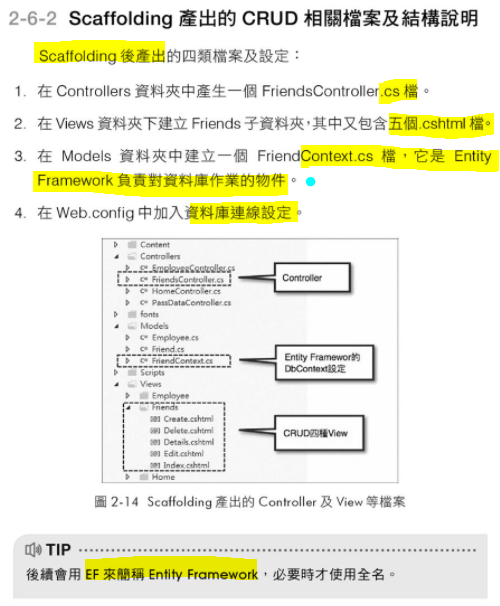 2-6-2 Scaffolding 產出的 CRUD 相關檔案及結構說明
Scaffolding 後產出的四類檔案及設定：
1. 在 Controllers 資料夾中產生一個 FriendsController.cs 檔。
2. 在 Views 資料夾下建立 Friends 子資料夾，其中又包含五個.cshtml 檔。
3. 在 Models 資料夾中建立一個 FriendContext.cs 檔，它是 Entity
Framework 負責對資料庫作業的物件。
4. 在 Web.config 中加入資料庫連線設定。
Content
Controllers
C# EmployeeController.cs
C# FriendsController.cs
Controller
C# HomeController.cs
C# PassDataController.cs
fonts
Models
C# Employee.cs
C# Friend.cs
C# FriendContext.cs
Entity Framewor的
DbContext設定
Scripts
Views
Employee
Friends
Create.cshtml
Delete.cshtml
Details.cshtml
CRUD四種View
Edit.cshtml
Index.cshtml
Home
圖 2-14 Scaffolding 產出的 Controller 及 View 等檔案
TIP
後續會用 EF 來簡稱 Entity Framework，必要時才使用全名。